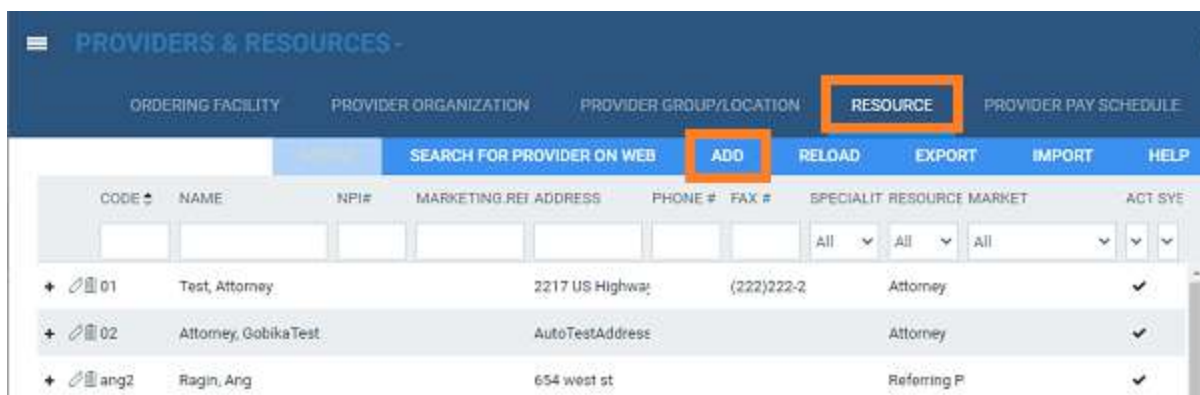 PROVIDERS & RESOURCES -
ORDERING FACILITY PROVIDER ORGANIZATION PROVIDER GROUP/LOCATION RESOURCE PROVIDER PAY SCHEDULE
SEARCH FOR PROVIDER ON WEB ADD RELOAD EXPORT IMPORT HELP
CODE NAME NPI# MARKETING REI ADDRESS PHONE # FAX # SPECIALIT RESOURCE MARKET ACT SYS
All All All
01 Test, Attorney 2217 US Highway (222)222-2 Attorney
02 Attorney, GobikaTest AutoTestAddress Attorney
ang2 Ragin, Ang 654 west st Referring P